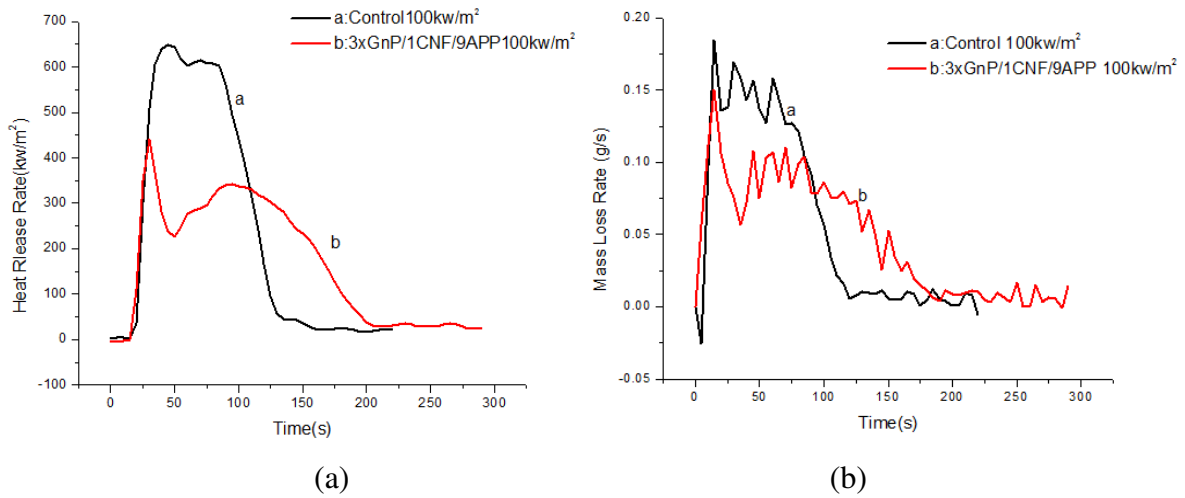 700
600
500
400
300
200
100
0
-100
Heat Rlease Rate(kw/m²)
a:Control100kw/m²
b:3xGnP/1CNF/9APP100kw/m²
a
b
0 50 100 150 200 250 300
Time(s)
(a)
0.20
0.15
0.10
0.05
0.00
-0.05
Mass Loss Rate (g/s)
a:Control 100kw/m²
b:3xGnP/1CNF/9APP 100kw/m²
a
b
0 50 100 150 200 250 300
Time(s)
(b)